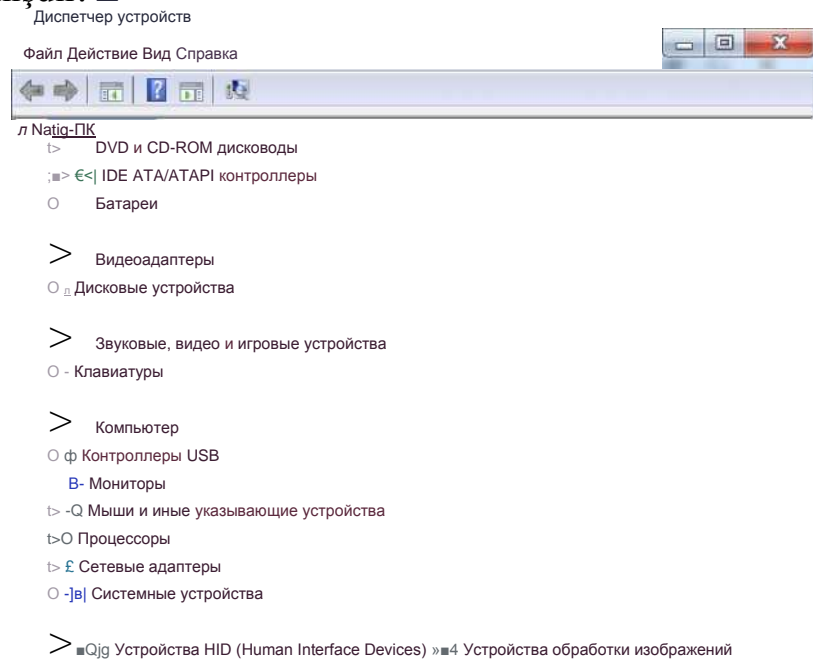 Диспетчер устройств
Файл Действие Вид Справка
л Natig-ПК
t> DVD и CD-ROM дисководы
;■> €<| IDE ATA/ATAPI контроллеры
О Батареи
> Видеоадаптеры
О л Дисковые устройства
> Звуковые, видео и игровые устройства
О - Клавиатуры
> Компьютер
О ф Контроллеры USB
В- Мониторы
t> -Q Мыши и иные указывающие устройства
t>О Процессоры
t> £ Сетевые адаптеры
О -]в| Системные устройства
> ■Qjg Устройства HID (Human Interface Devices) »■4 Устройства обработки изображений